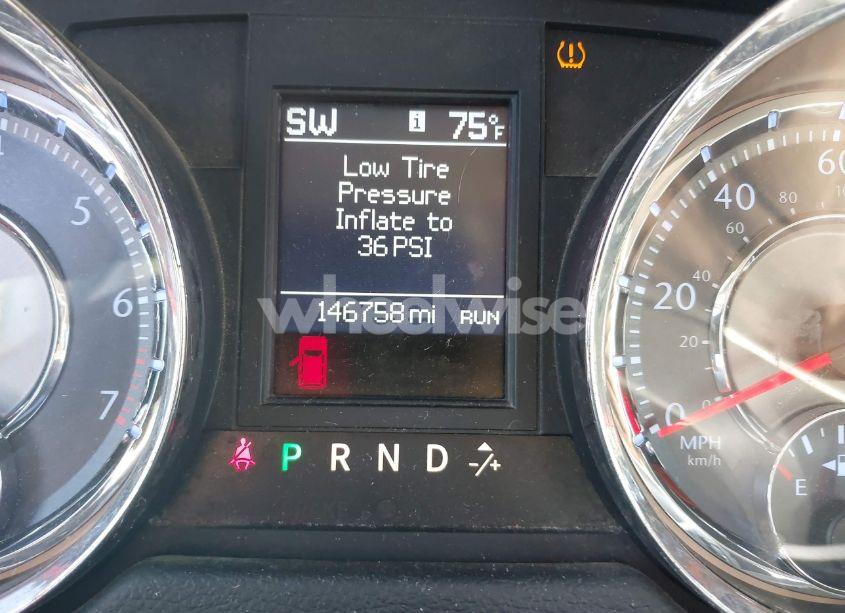 SW i 75°F
Low Tire
Pressure
Inflate to
36 PSI
146758 mi RUN
wheelwise
P R N D -/+
5
6
7
0
20
40
60
20
40
60
80
MPH
km/h
E